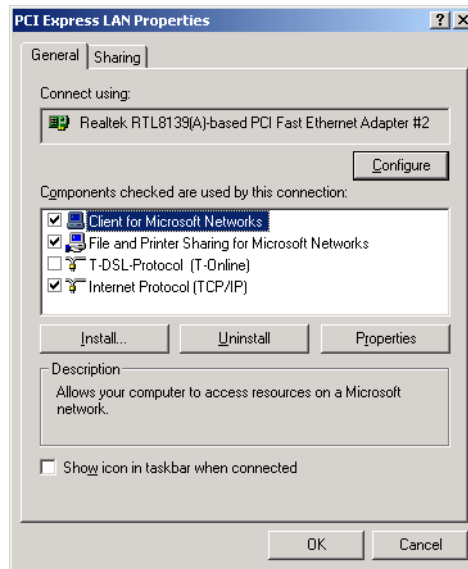 PCI Express LAN Properties
General Sharing
Connect using:
Realtek RTL8139(A)-based PCI Fast Ethernet Adapter #2
Configure
Components checked are used by this connection:
Client for Microsoft Networks
File and Printer Sharing for Microsoft Networks
T-DSL-Protocol (T-Online)
Internet Protocol (TCP/IP)
Install... Uninstall Properties
Description
Allows your computer to access resources on a Microsoft
network.
Show icon in taskbar when connected
OK Cancel